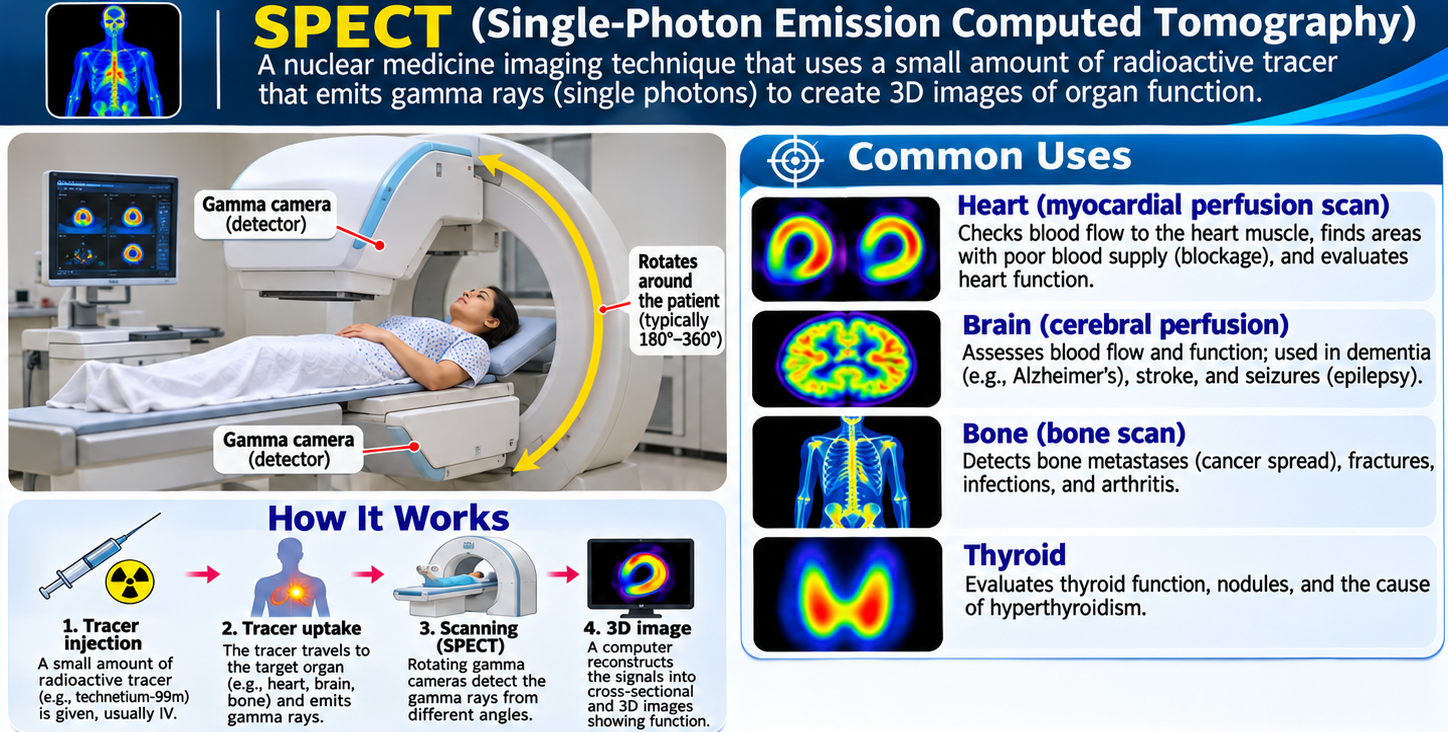 SPECT (Single-Photon Emission Computed Tomography)
A nuclear medicine imaging technique that uses a small amount of radioactive tracer
that emits gamma rays (single photons) to create 3D images of organ function.
Gamma camera
(detector)
Rotates
around
the patient
(typically
180°–360°)
Gamma camera
(detector)
How It Works
1. Tracer
injection
A small amount of
radioactive tracer
(e.g., technetium-99m)
is given, usually IV.
2. Tracer uptake
The tracer travels to
the target organ
(e.g., heart, brain,
bone) and emits
gamma rays.
3. Scanning
(SPECT)
Rotating gamma
cameras detect the
gamma rays from
different angles.
4. 3D image
A computer
reconstructs
the signals into
cross-sectional
and 3D images
showing function.
Common Uses
Heart (myocardial perfusion scan)
Checks blood flow to the heart muscle, finds areas
with poor blood supply (blockage), and evaluates
heart function.
Brain (cerebral perfusion)
Assesses blood flow and function; used in dementia
(e.g., Alzheimer's), stroke, and seizures (epilepsy).
Bone (bone scan)
Detects bone metastases (cancer spread), fractures,
infections, and arthritis.
Thyroid
Evaluates thyroid function, nodules, and the cause
of hyperthyroidism.